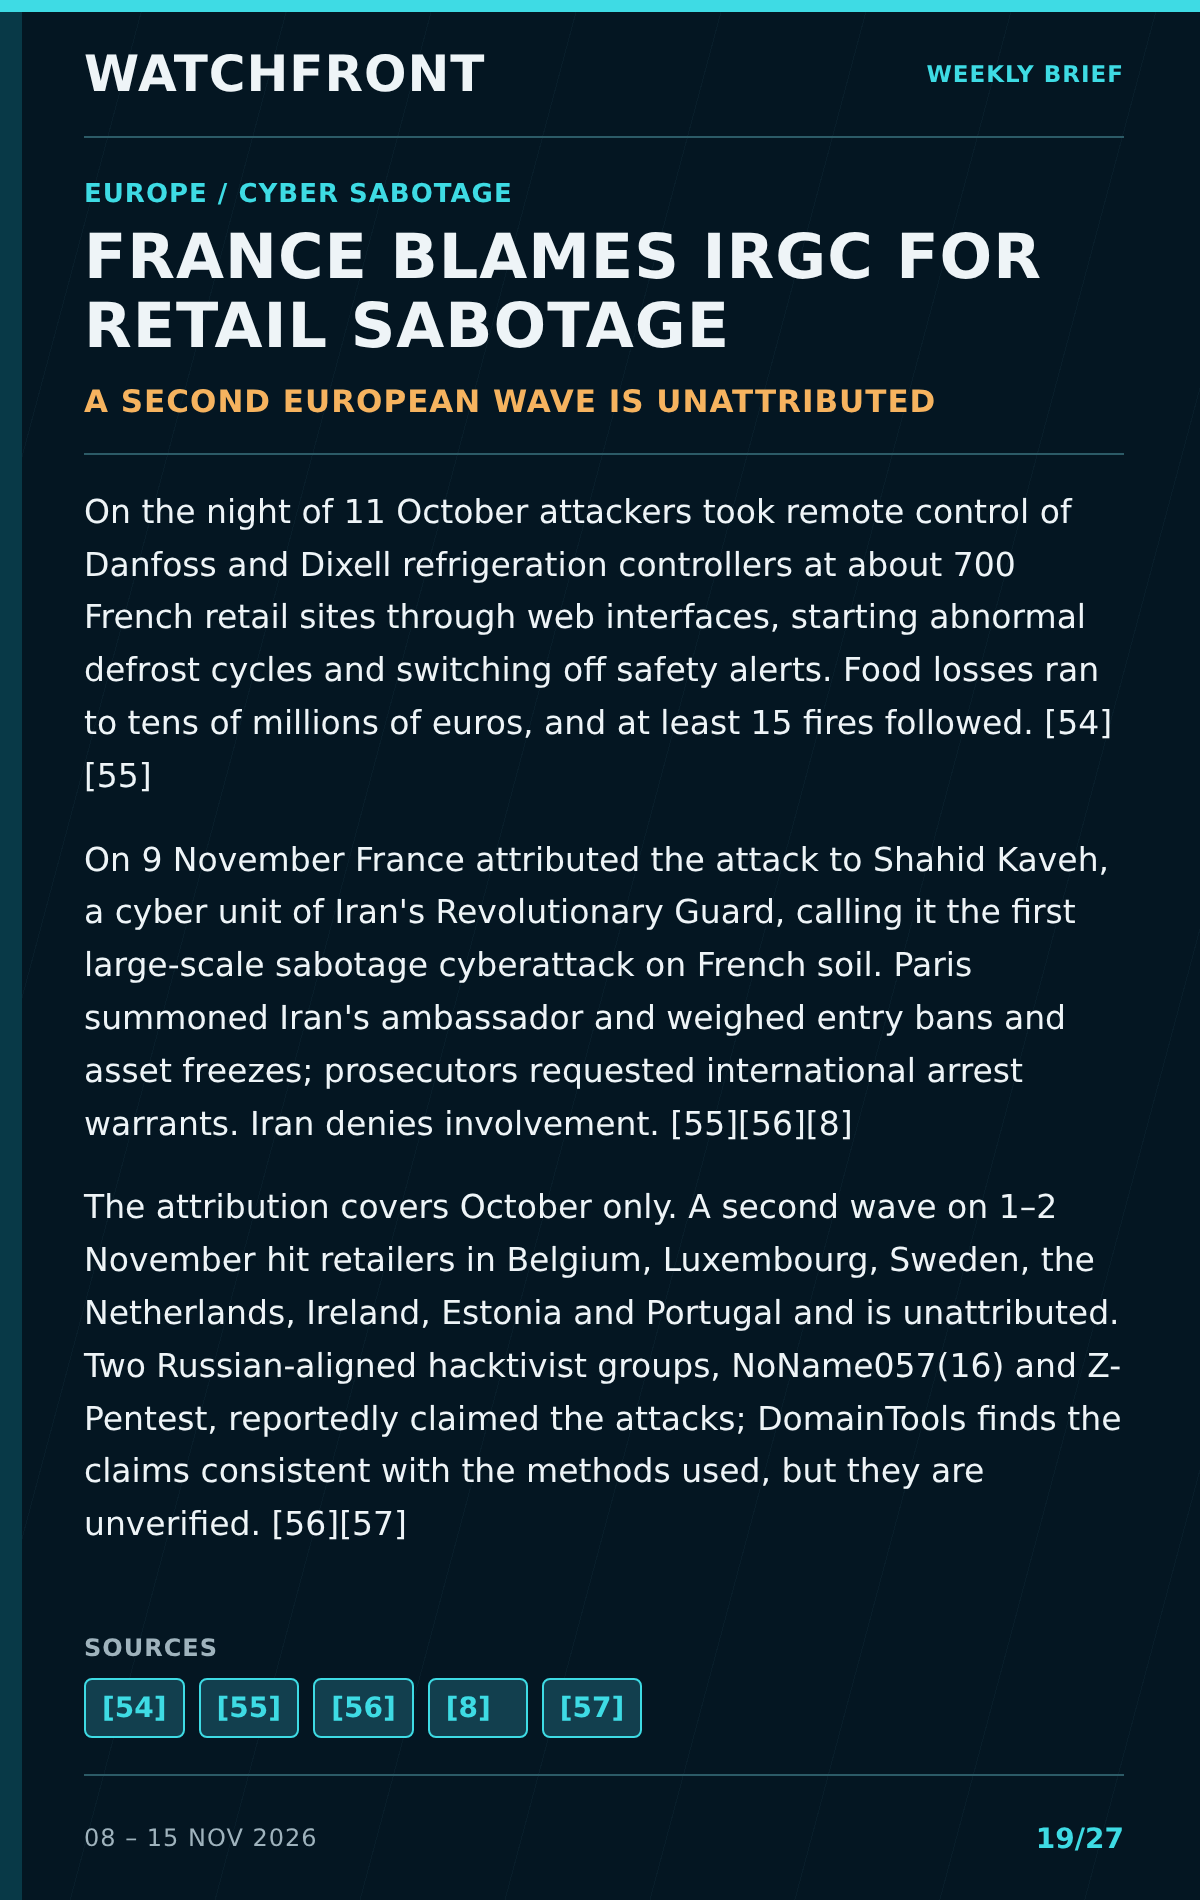 WATCHFRONT
WEEKLY BRIEF
EUROPE / CYBER SABOTAGE
FRANCE BLAMES IRGC FOR
RETAIL SABOTAGE
A SECOND EUROPEAN WAVE IS UNATTRIBUTED
On the night of 11 October attackers took remote control of
Danfoss and Dixell refrigeration controllers at about 700
French retail sites through web interfaces, starting abnormal
defrost cycles and switching off safety alerts. Food losses ran
to tens of millions of euros, and at least 15 fires followed. [54]
[55]
On 9 November France attributed the attack to Shahid Kaveh,
a cyber unit of Iran's Revolutionary Guard, calling it the first
large-scale sabotage cyberattack on French soil. Paris
summoned Iran's ambassador and weighed entry bans and
asset freezes; prosecutors requested international arrest
warrants. Iran denies involvement. [55][56][8]
The attribution covers October only. A second wave on 1–2
November hit retailers in Belgium, Luxembourg, Sweden, the
Netherlands, Ireland, Estonia and Portugal and is unattributed.
Two Russian-aligned hacktivist groups, NoName057(16) and Z-
Pentest, reportedly claimed the attacks; DomainTools finds the
claims consistent with the methods used, but they are
unverified. [56][57]
SOURCES
[54] [55] [56] [8] [57]
08 – 15 NOV 2026
19/27